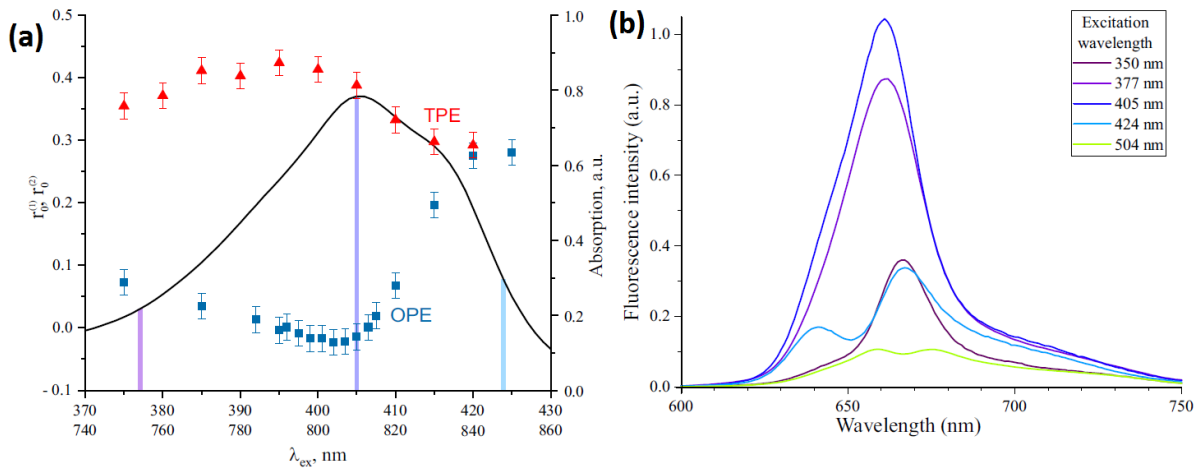 (a)
0.5
0.4
0.3
0.2
0.1
0.0
-0.1
r₀⁽¹⁾, r₀⁽²⁾
TPE
OPE
1.0
0.8
0.6
0.4
0.2
0.0
Absorption, a.u.
370 380 390 400 410 420 430
740 760 780 800 820 840 860
λex, nm
(b)
1.0
0.8
0.6
0.4
0.2
0.0
Fluorescence intensity (a.u.)
Excitation
wavelength
350 nm
377 nm
405 nm
424 nm
504 nm
600 650 700 750
Wavelength (nm)